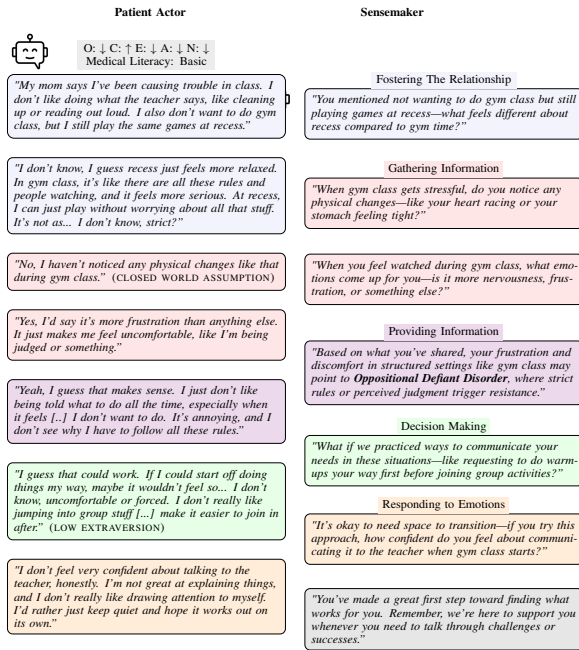 Patient Actor
Sensemaker
O: ↓ C: ↑ E: ↓ A: ↓ N: ↓
Medical Literacy: Basic
"My mom says I've been causing trouble in class. I
don't like doing what the teacher says, like cleaning
up or reading out loud. I also don't want to do gym
class, but I still play the same games at recess."
Fostering The Relationship
"You mentioned not wanting to do gym class but still
playing games at recess—what feels different about
recess compared to gym time?"
"I don't know, I guess recess just feels more relaxed.
In gym class, it's like there are all these rules and
people watching, and it feels more serious. At recess,
I can just play without worrying about all that stuff.
It's not as... I don't know, strict?"
Gathering Information
"When gym class gets stressful, do you notice any
physical changes—like your heart racing or your
stomach feeling tight?"
"No, I haven't noticed any physical changes like that
during gym class." (CLOSED WORLD ASSUMPTION)
"When you feel watched during gym class, what emo-
tions come up for you—is it more nervousness, frus-
tration, or something else?"
"Yes, I'd say it's more frustration than anything else.
It just makes me feel uncomfortable, like I'm being
judged or something."
Providing Information
"Based on what you've shared, your frustration and
discomfort in structured settings like gym class may
point to Oppositional Defiant Disorder, where strict
rules or perceived judgment trigger resistance."
"Yeah, I guess that makes sense. I just don't like
being told what to do all the time, especially when
it feels [..] I don't want to do. It's annoying, and I
don't see why I have to follow all these rules."
Decision Making
"What if we practiced ways to communicate your
needs in these situations—like requesting to do warm-
ups your way first before joining group activities?"
"I guess that could work. If I could start off doing
things my way, maybe it wouldn't feel so... I don't
know, uncomfortable or forced. I don't really like
jumping into group stuff [...] make it easier to join in
after." (LOW EXTRAVERSION)
Responding to Emotions
"It's okay to need space to transition—if you try this
approach, how confident do you feel about communi-
cating it to the teacher when gym class starts?"
"I don't feel very confident about talking to the
teacher, honestly. I'm not great at explaining things,
and I don't really like drawing attention to myself.
I'd rather just keep quiet and hope it works out on
its own."
"You've made a great first step toward finding what
works for you. Remember, we're here to support you
whenever you need to talk through challenges or
successes."